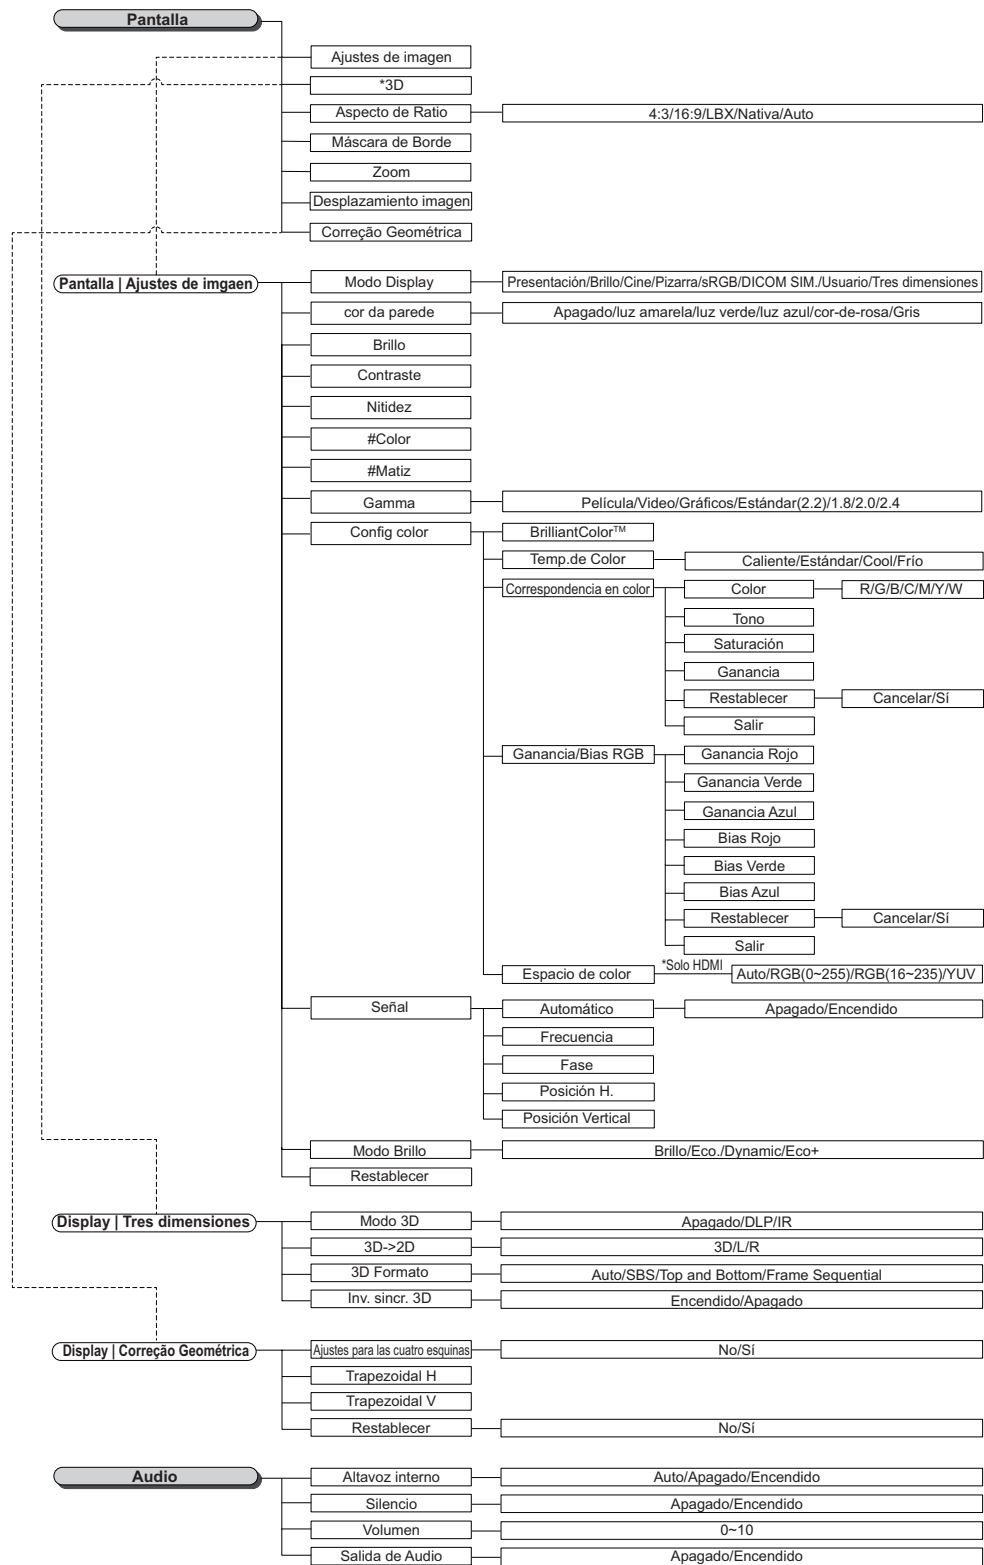 Pantalla
Ajustes de imagen
*3D
Aspecto de Ratio 4:3/16:9/LBX/Nativa/Auto
Máscara de Borde
Zoom
Desplazamiento imagen
Correção Geométrica
Pantalla | Ajustes de imgaen Modo Display Presentación/Brillo/Cine/Pizarra/sRGB/DICOM SIM./Usuario/Tres dimensiones
cor da parede Apagado/luz amarela/luz verde/luz azul/cor-de-rosa/Gris
Brillo
Contraste
Nitidez
#Color
#Matiz
Gamma Película/Video/Gráficos/Estándar(2.2)/1.8/2.0/2.4
Config color BrilliantColor™
Temp.de Color Caliente/Estándar/Cool/Frío
Correspondencia en color Color R/G/B/C/M/Y/W
Tono
Saturación
Ganancia
Restablecer Cancelar/Sí
Salir
Ganancia/Bias RGB Ganancia Rojo
Ganancia Verde
Ganancia Azul
Bias Rojo
Bias Verde
Bias Azul
Restablecer Cancelar/Sí
Salir
Espacio de color *Solo HDMI Auto/RGB(0~255)/RGB(16~235)/YUV
Señal Automático Apagado/Encendido
Frecuencia
Fase
Posición H.
Posición Vertical
Modo Brillo Brillo/Eco./Dynamic/Eco+
Restablecer
Display | Tres dimensiones Modo 3D Apagado/DLP/IR
3D->2D 3D/L/R
3D Formato Auto/SBS/Top and Bottom/Frame Sequential
Inv. sincr. 3D Encendido/Apagado
Display | Correção Geométrica Ajustes para las cuatro esquinas No/Sí
Trapezoidal H
Trapezoidal V
Restablecer No/Sí
Audio Altavoz interno Auto/Apagado/Encendido
Silencio Apagado/Encendido
Volumen 0~10
Salida de Audio Apagado/Encendido